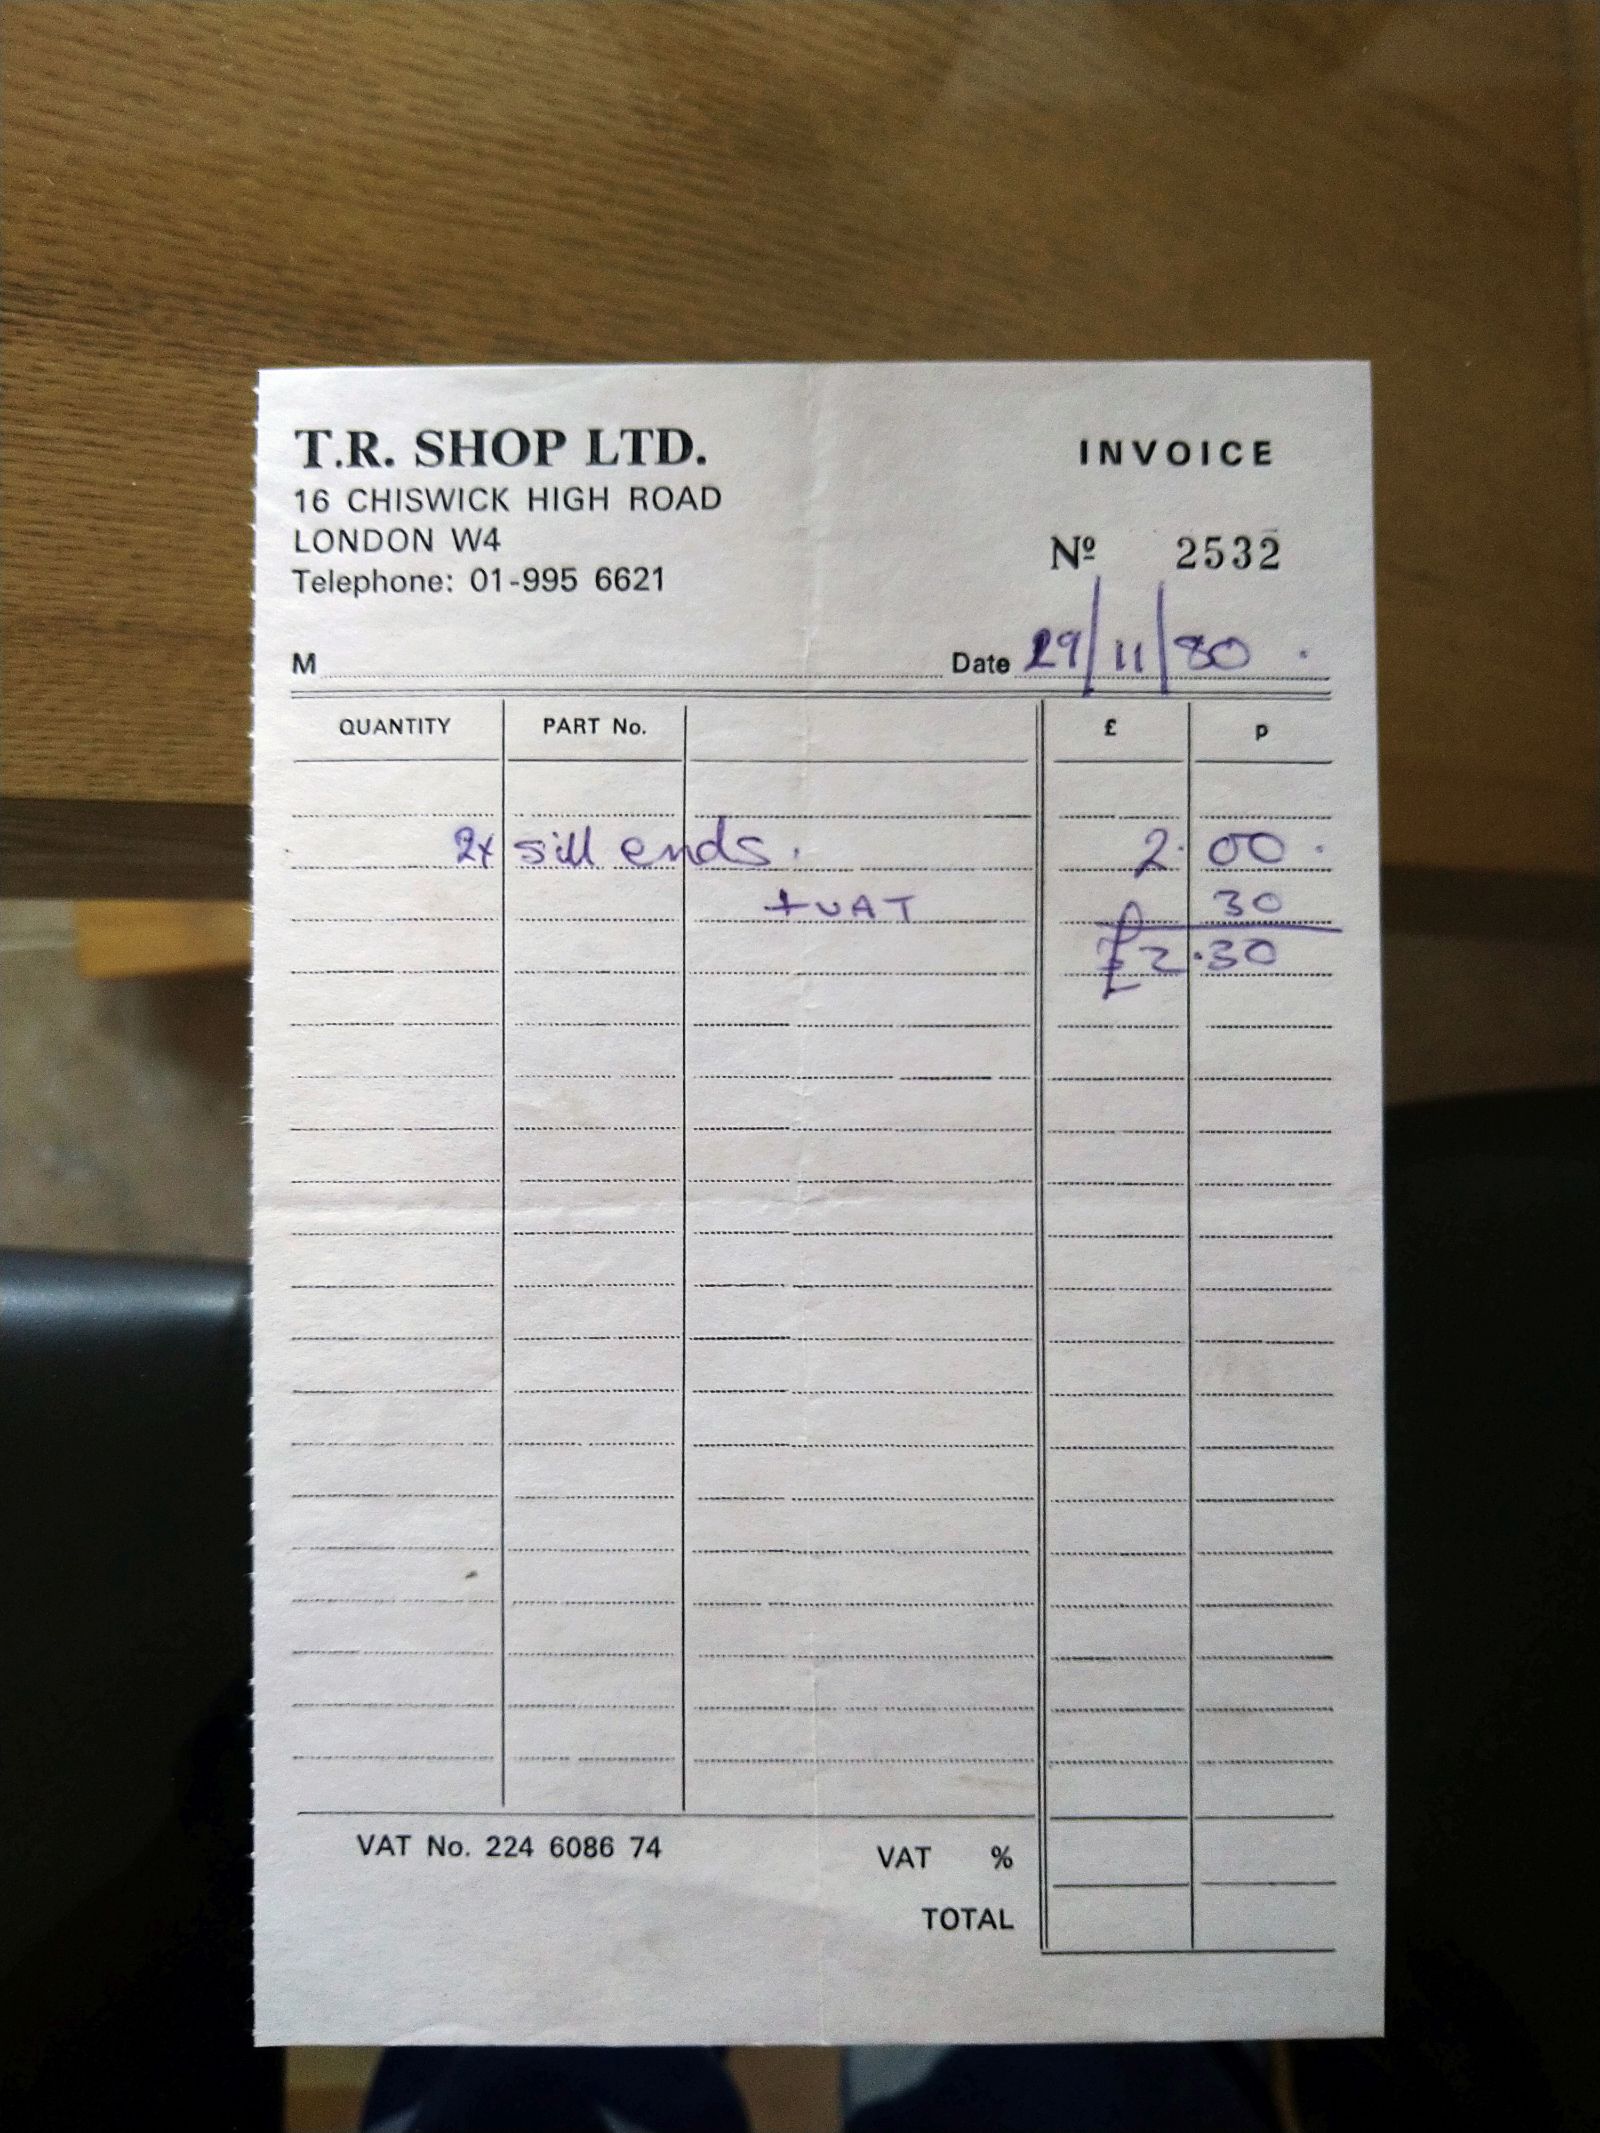 T.R. SHOP LTD.
16 CHISWICK HIGH ROAD
LONDON W4
Telephone: 01-995 6621
INVOICE
Nº 2532
M Date 29/11/80.
QUANTITY PART No. £ p
2x sill ends. 2.00.
+ VAT 30
£2.30
VAT No. 224 6086 74 VAT %
TOTAL